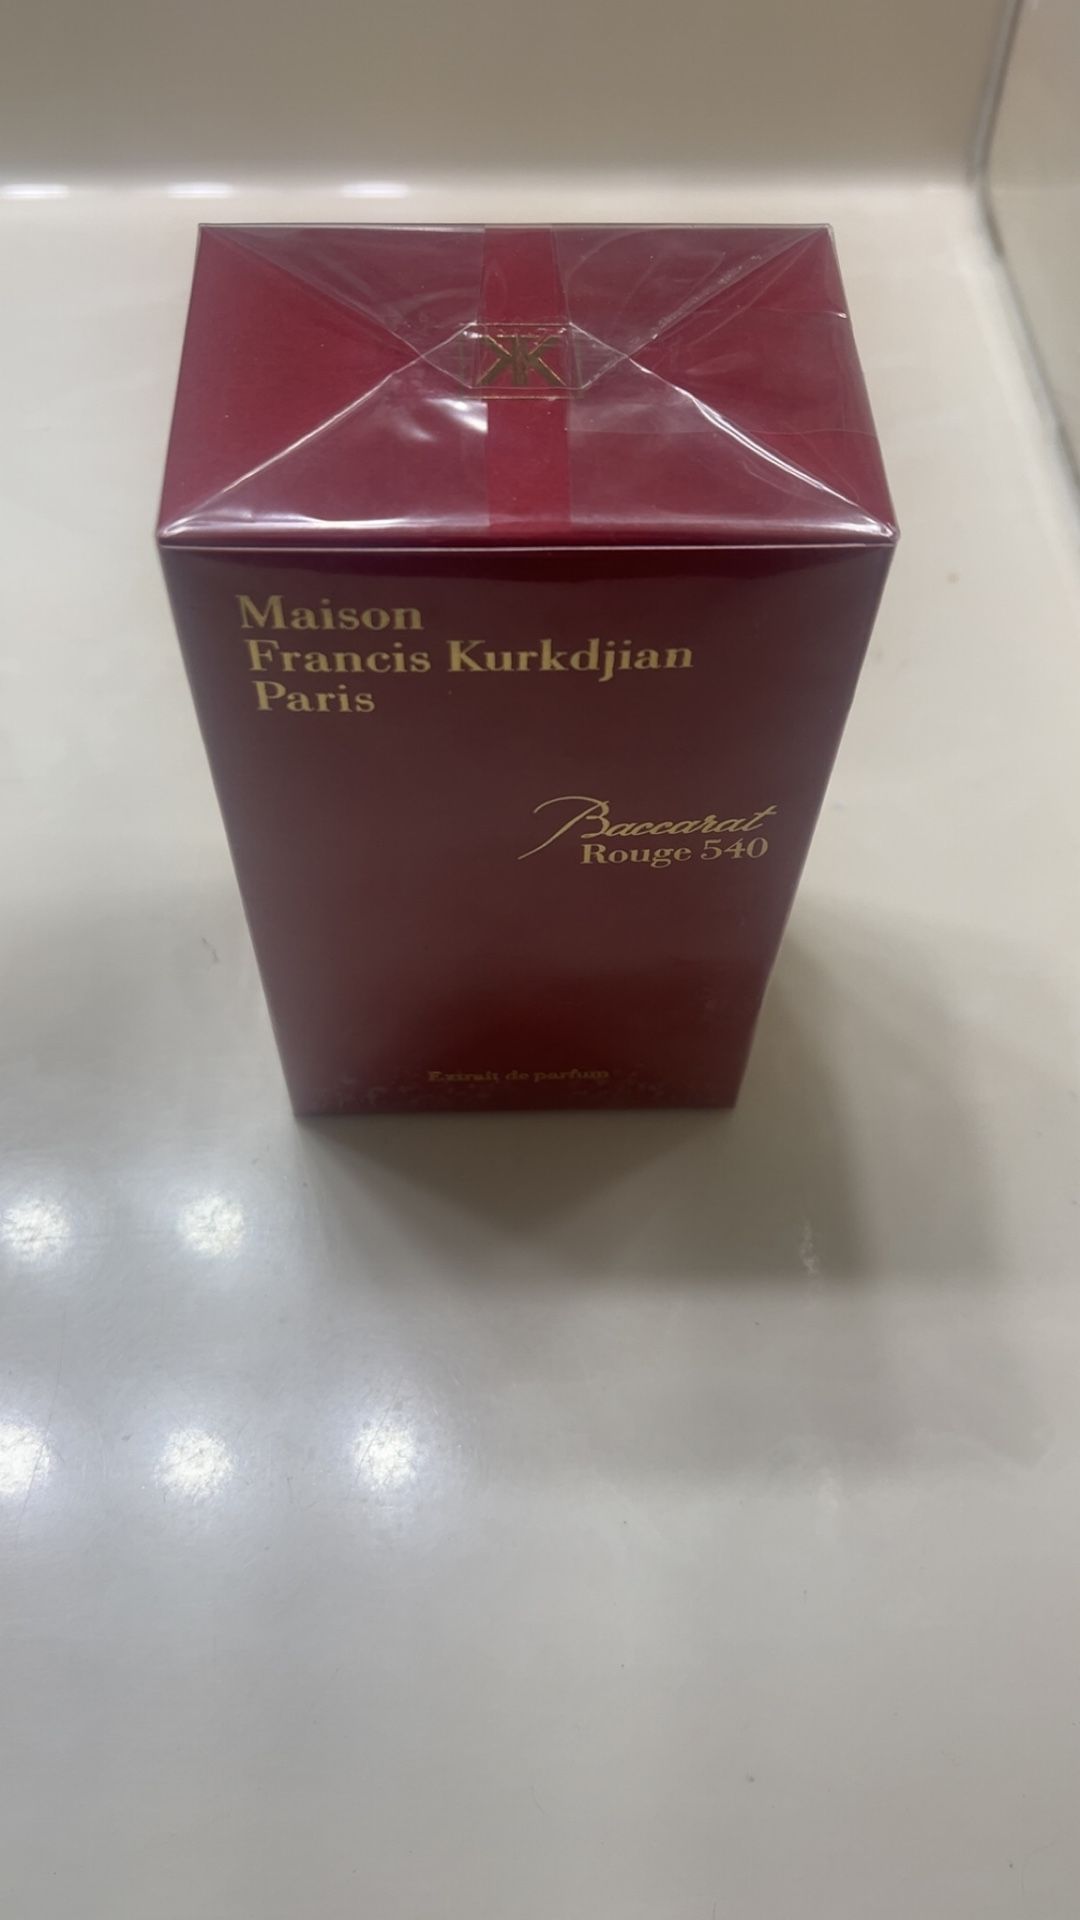 Maison
Francis Kurkdjian
Paris
Baccarat
Rouge 540
Extrait de parfum